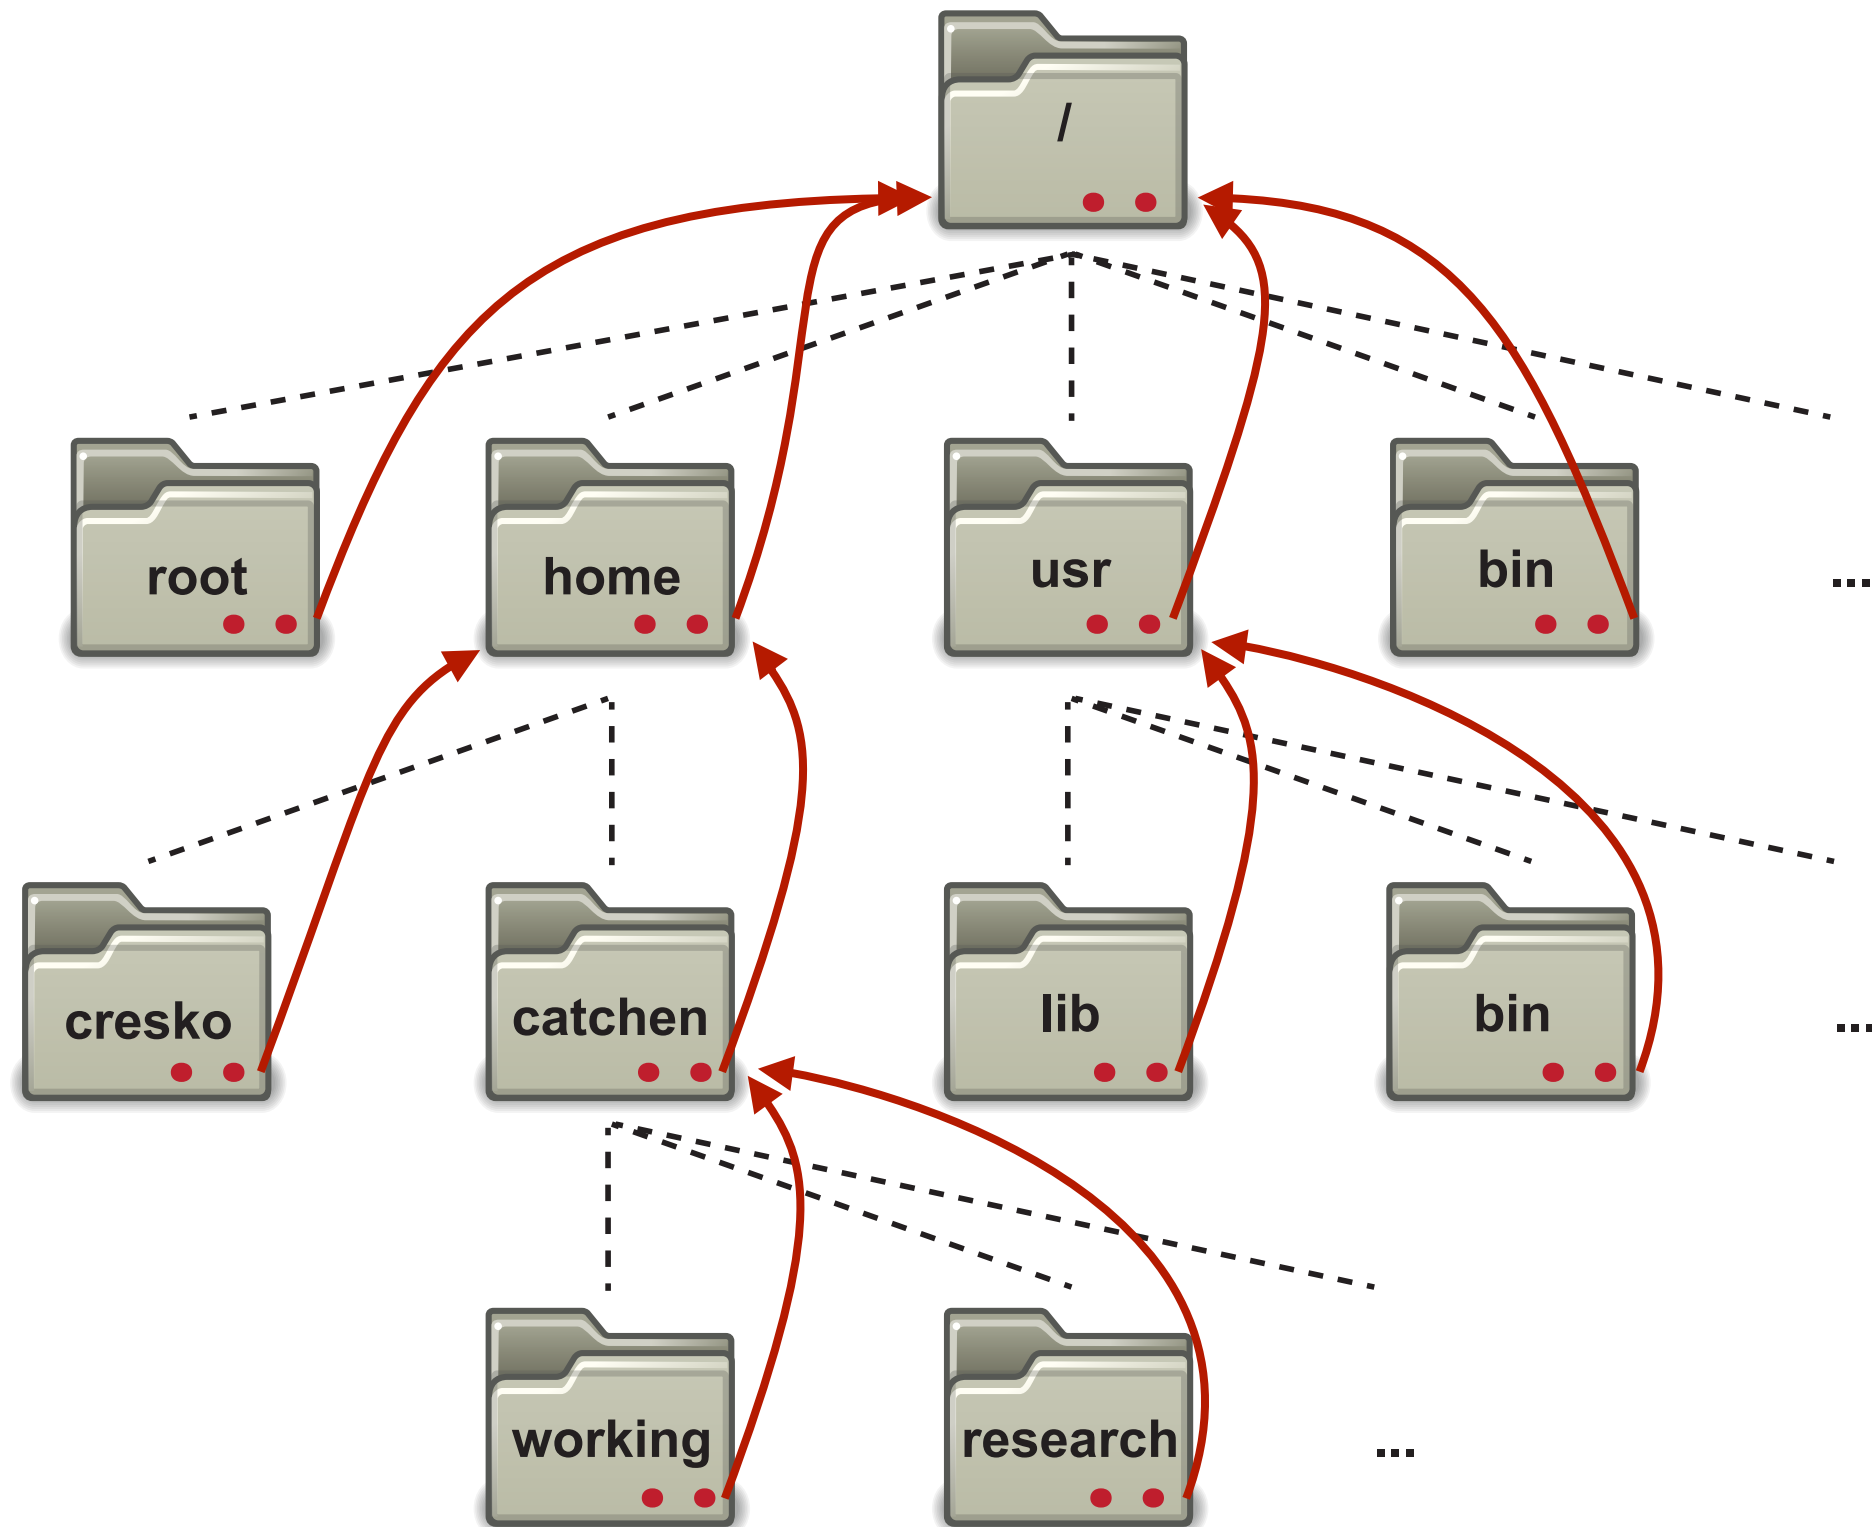 /
root
home
usr
bin
...
cresko
catchen
lib
bin
...
working
research
...